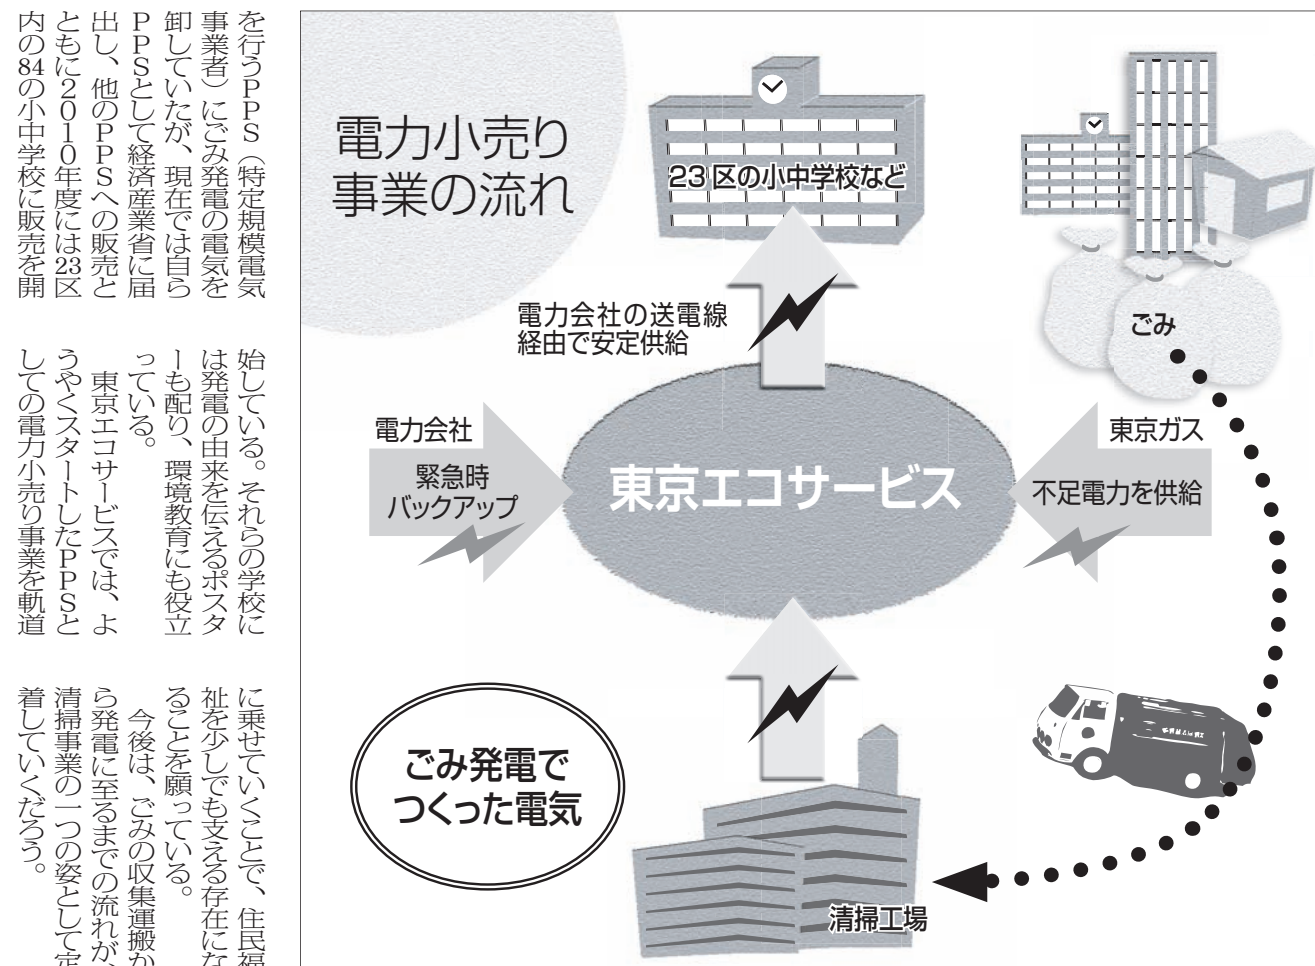 を行うPPS（特定規模電気
事業者）にごみ発電の電気を
卸していたが、現在では自ら
PPSとして経済産業省に届
出し、他のPPSへの販売と
ともに2010年度には23区
内の84の小中学校に販売を開
始している。それらの学校に
は発電の由来を伝えるポスタ
ーも配り、環境教育にも役立
っている。
東京エコサービスでは、よ
うやくスタートしたPPSと
しての電力小売り事業を軌道
に乗せていくことで、住民福
祉を少しでも支える存在にな
ることを願っている。
今後は、ごみの収集運搬か
ら発電に至るまでの流れが、
清掃事業の一つの姿として定
着していくだろう。
電力小売り
事業の流れ
23区の小中学校など
ごみ
電力会社の送電線
経由で安定供給
電力会社
緊急時
バックアップ
東京エコサービス
東京ガス
不足電力を供給
ごみ発電で
つくった電気
清掃工場